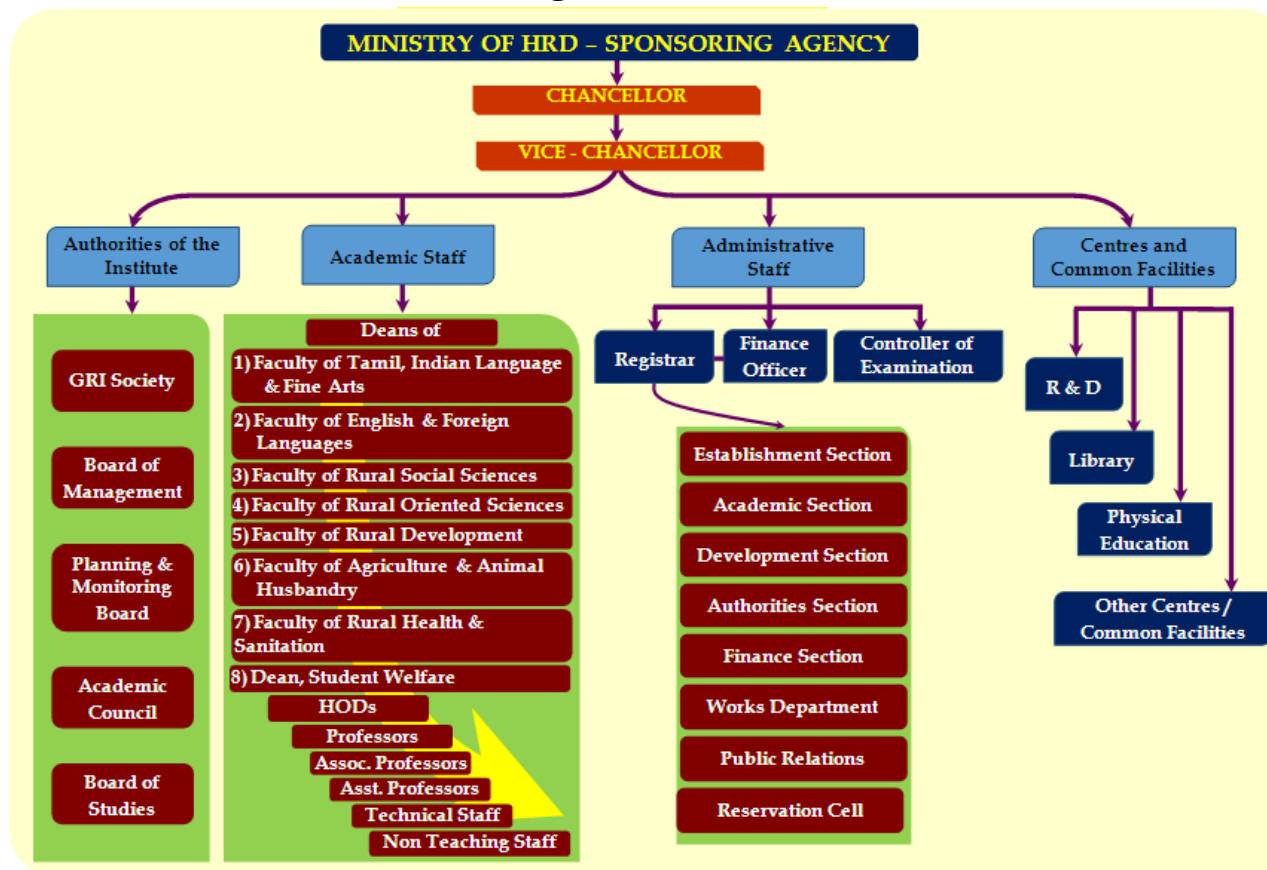 MINISTRY OF HRD – SPONSORING AGENCY
CHANCELLOR
VICE - CHANCELLOR
Authorities of the
Institute
GRI Society
Board of
Management
Planning &
Monitoring
Board
Academic
Council
Board of
Studies
Academic Staff
Deans of
1) Faculty of Tamil, Indian Language
& Fine Arts
2) Faculty of English & Foreign
Languages
3) Faculty of Rural Social Sciences
4) Faculty of Rural Oriented Sciences
5) Faculty of Rural Development
6) Faculty of Agriculture & Animal
Husbandry
7) Faculty of Rural Health &
Sanitation
8) Dean, Student Welfare
HODs
Professors
Assoc. Professors
Asst. Professors
Technical Staff
Non Teaching Staff
Administrative
Staff
Registrar
Finance
Officer
Controller of
Examination
Establishment Section
Academic Section
Development Section
Authorities Section
Finance Section
Works Department
Public Relations
Reservation Cell
Centres and
Common Facilities
R & D
Library
Physical
Education
Other Centres /
Common Facilities